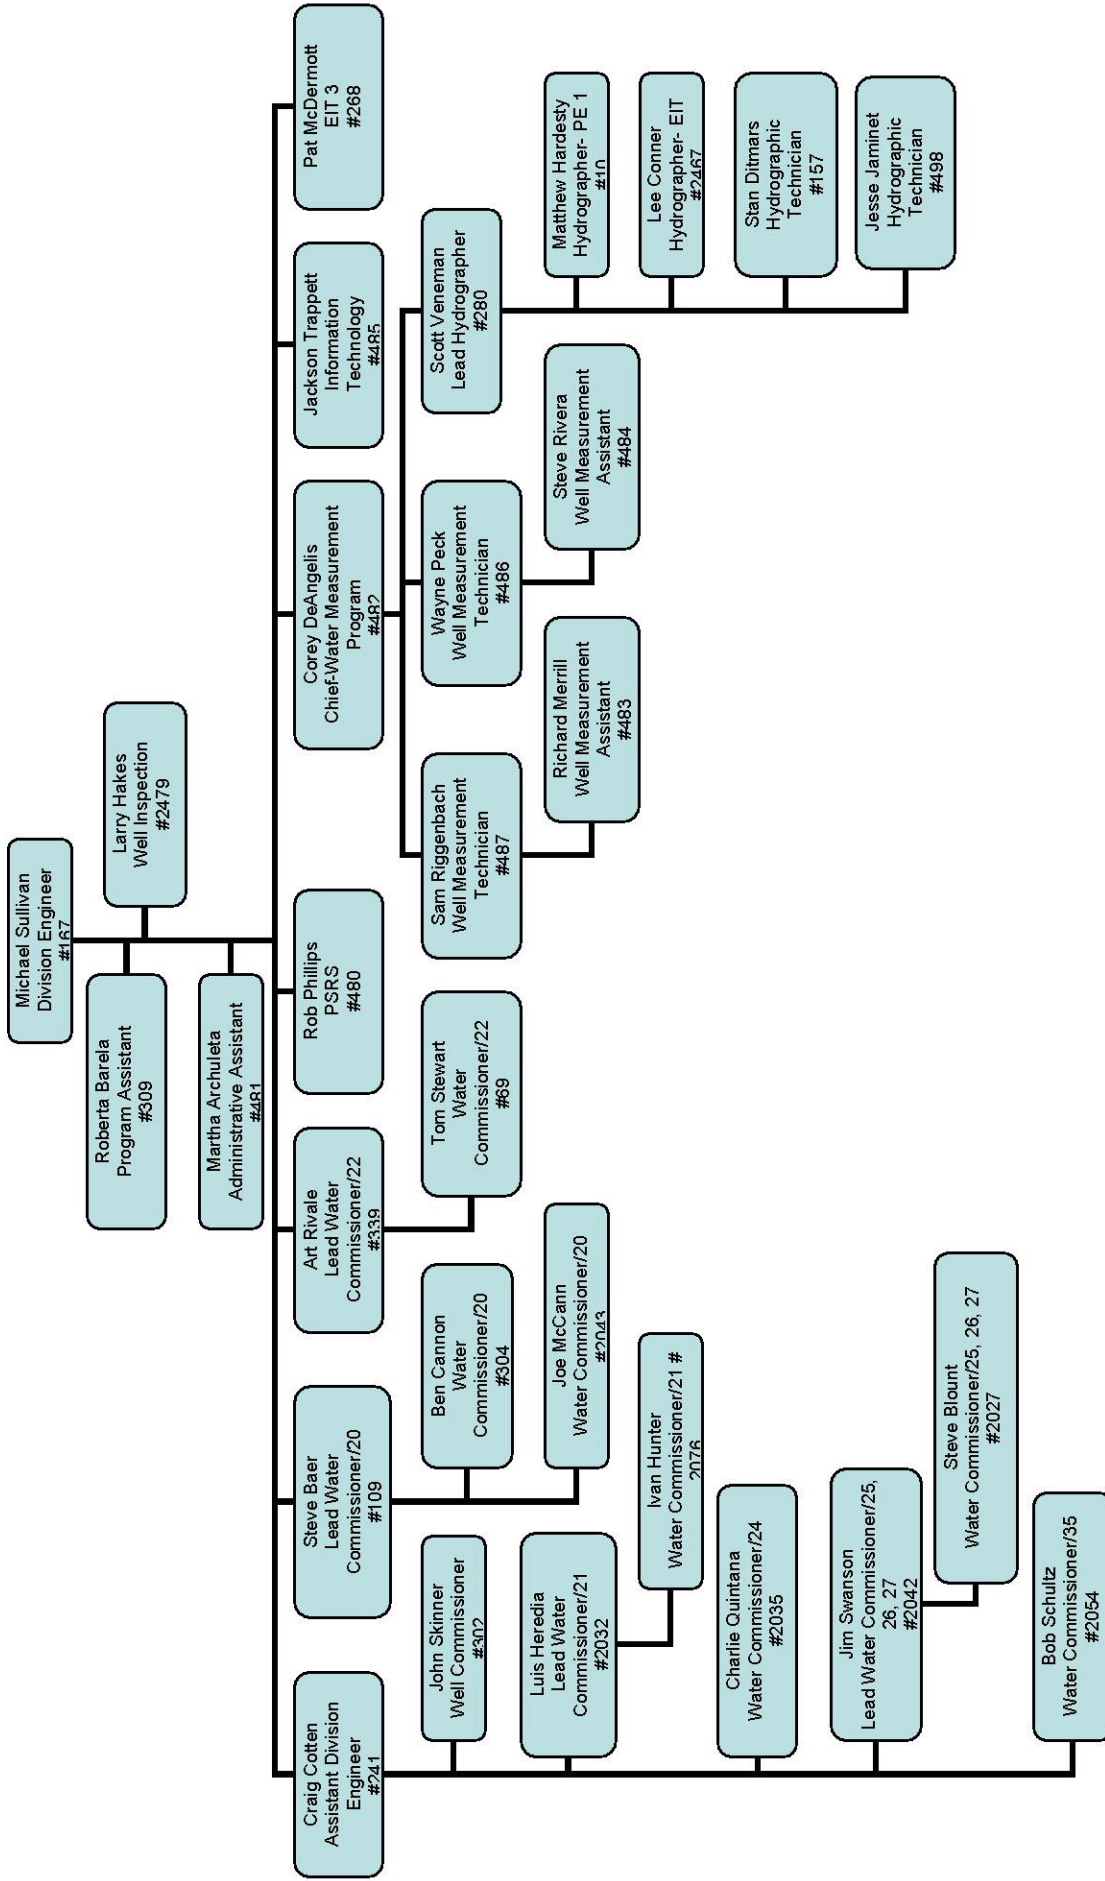 Michael Sullivan
Division Engineer
#167
Roberta Barela
Program Assistant
#309
Larry Hakes
Well Inspection
#2479
Martha Archuleta
Administrative Assistant
#481
Craig Cotten
Assistant Division
Engineer
#241
Steve Baer
Lead Water
Commissioner/20
#109
Art Rivale
Lead Water
Commissioner/22
#339
Rob Phillips
PSRS
#480
Corey DeAngelis
Chief-Water Measurement
Program
#482
Jackson Trappett
Information
Technology
#485
Pat McDermott
EIT 3
#268
John Skinner
Well Commissioner
#302
Ben Cannon
Water
Commissioner/20
#304
Tom Stewart
Water
Commissioner/22
#69
Sam Riggenbach
Well Measurement
Technician
#487
Wayne Peck
Well Measurement
Technician
#486
Scott Veneman
Lead Hydrographer
#280
Luis Heredia
Lead Water
Commissioner/21
#2032
Joe McCann
Water Commissioner/20
#2043
Richard Merrill
Well Measurement
Assistant
#483
Steve Rivera
Well Measurement
Assistant
#484
Matthew Hardesty
Hydrographer- PE 1
#10
Ivan Hunter
Water Commissioner/21 #
2076
Lee Conner
Hydrographer- EIT
#2467
Charlie Quintana
Water Commissioner/24
#2035
Stan Ditmars
Hydrographic
Technician
#157
Jim Swanson
Lead Water Commissioner/25,
26, 27
#2042
Jesse Jaminet
Hydrographic
Technician
#498
Steve Blount
Water Commissioner/25, 26, 27
#2027
Bob Schultz
Water Commissioner/35
#2054